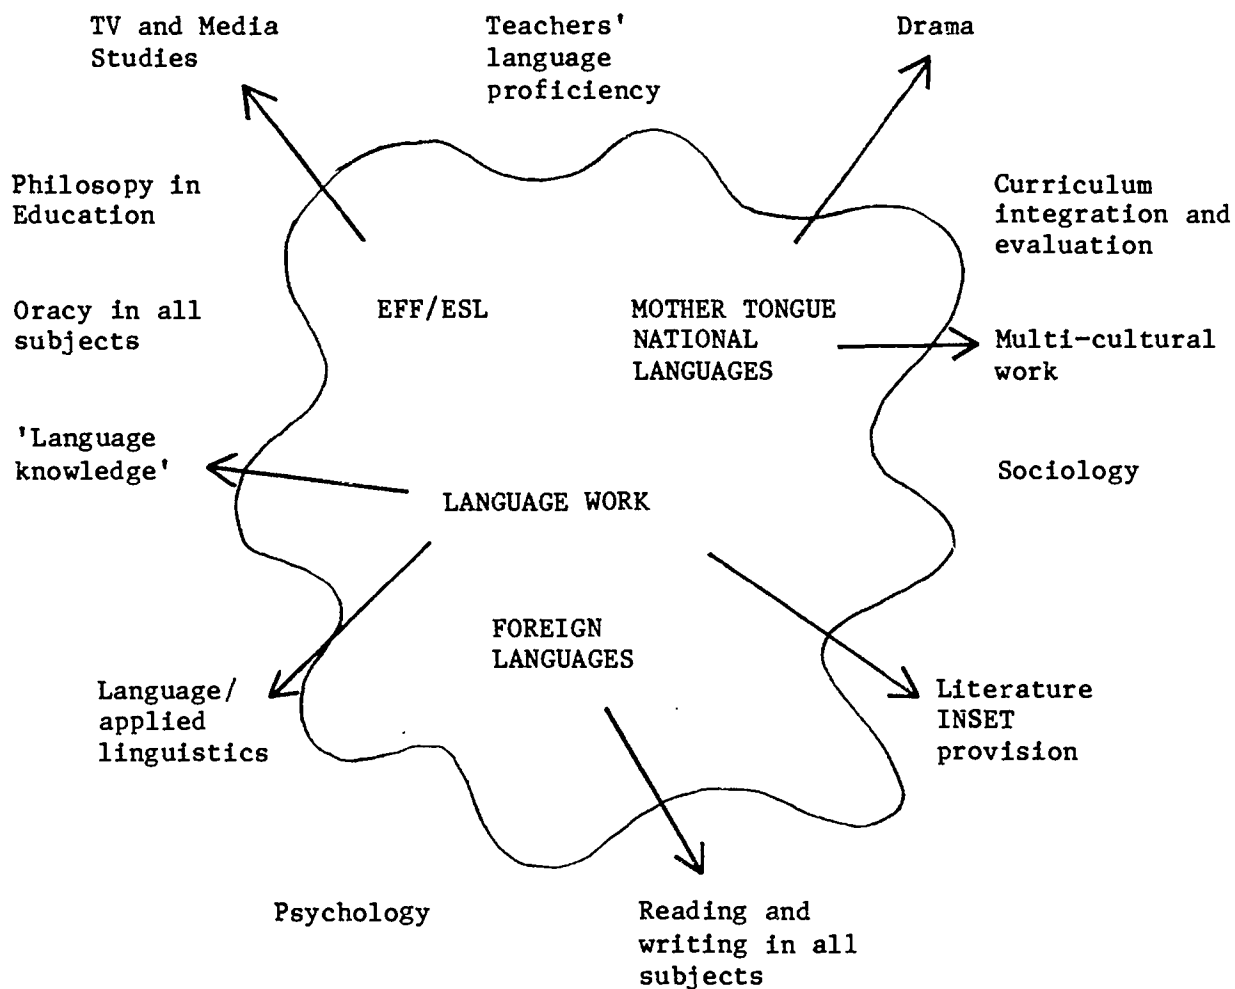 TV and Media
Studies
Teachers'
language
proficiency
Drama
Philosopy in
Education
Curriculum
integration and
evaluation
Oracy in all
subjects
EFF/ESL
MOTHER TONGUE
NATIONAL
LANGUAGES
Multi-cultural
work
'Language
knowledge'
Sociology
LANGUAGE WORK
FOREIGN
LANGUAGES
Language/
applied
linguistics
Literature
INSET
provision
Psychology
Reading and
writing in all
subjects